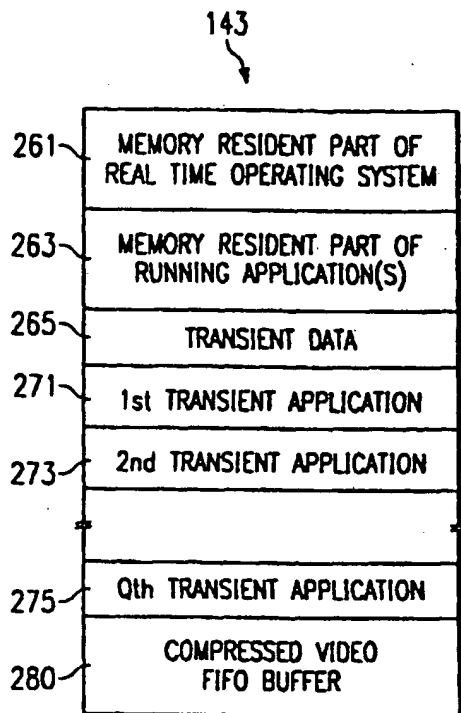 143
261
MEMORY RESIDENT PART OF
REAL TIME OPERATING SYSTEM
263
MEMORY RESIDENT PART OF
RUNNING APPLICATION(S)
265
TRANSIENT DATA
271
1st TRANSIENT APPLICATION
273
2nd TRANSIENT APPLICATION
275
Qth TRANSIENT APPLICATION
280
COMPRESSED VIDEO
FIFO BUFFER